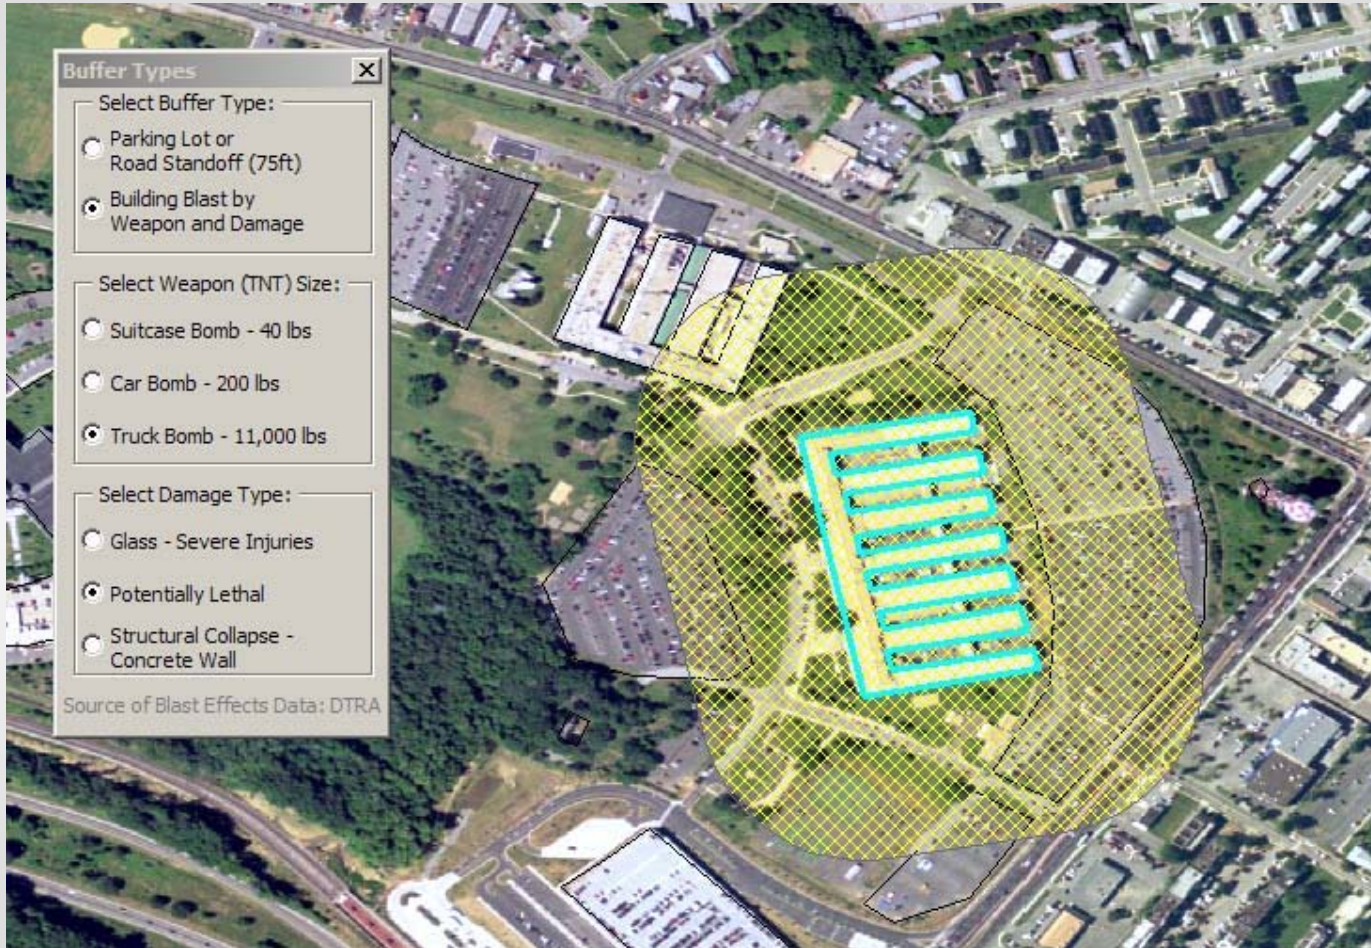 Buffer Types
Select Buffer Type:
Parking Lot or
Road Standoff (75ft)
Building Blast by
Weapon and Damage
Select Weapon (TNT) Size:
Suitcase Bomb - 40 lbs
Car Bomb - 200 lbs
Truck Bomb - 11,000 lbs
Select Damage Type:
Glass - Severe Injuries
Potentially Lethal
Structural Collapse -
Concrete Wall
Source of Blast Effects Data: DTRA